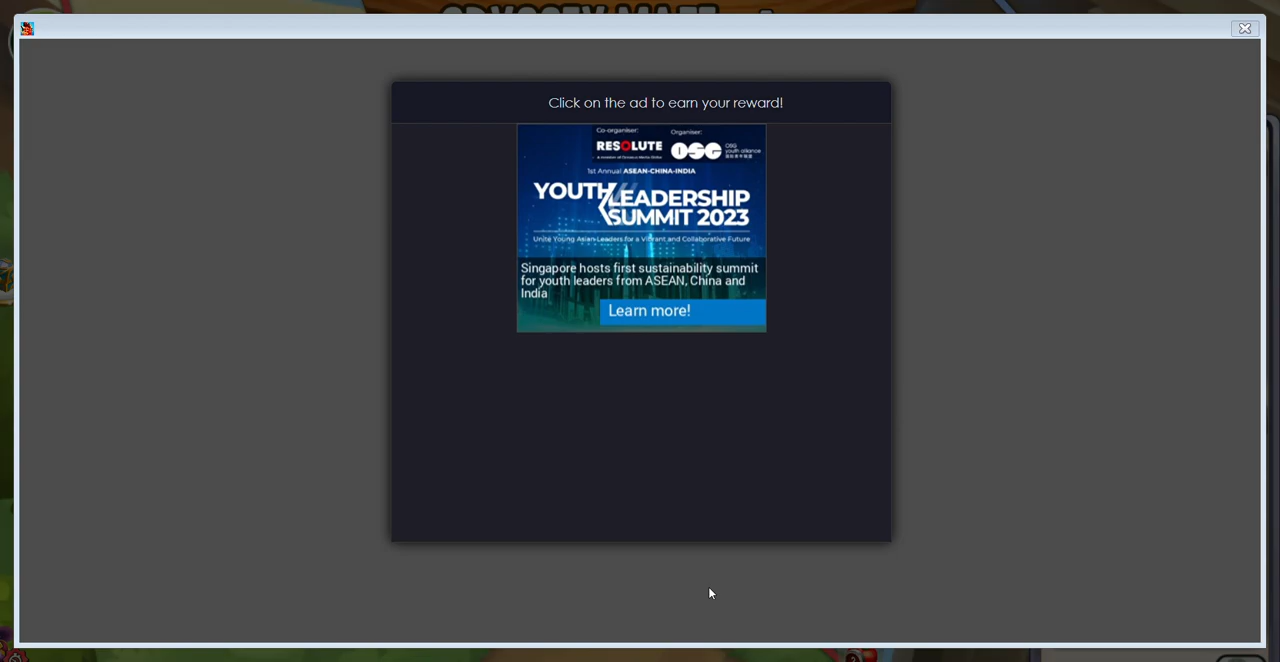 Click on the ad to earn your reward!
Co-organiser:
Organiser:
RESOLUTE
OSG
OSG
youth alliance
1st Annual ASEAN-CHINA-INDIA
YOUTH LEADERSHIP
SUMMIT 2023
Unite Young Asian Leaders for a Vibrant and Collaborative Future
Singapore hosts first sustainability summit
for youth leaders from ASEAN, China and
India
Learn more!